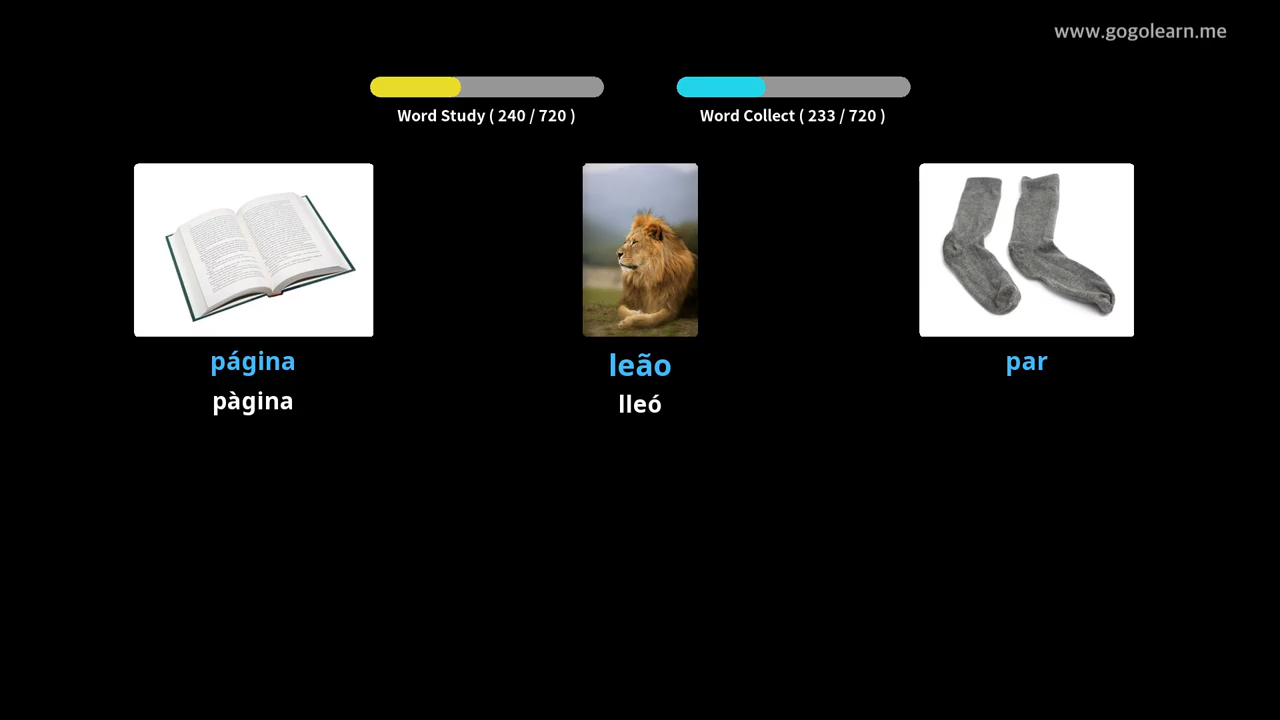 www.gogolearn.me
Word Study ( 240 / 720 )
Word Collect ( 233 / 720 )
página
pàgina
leão
lleó
par